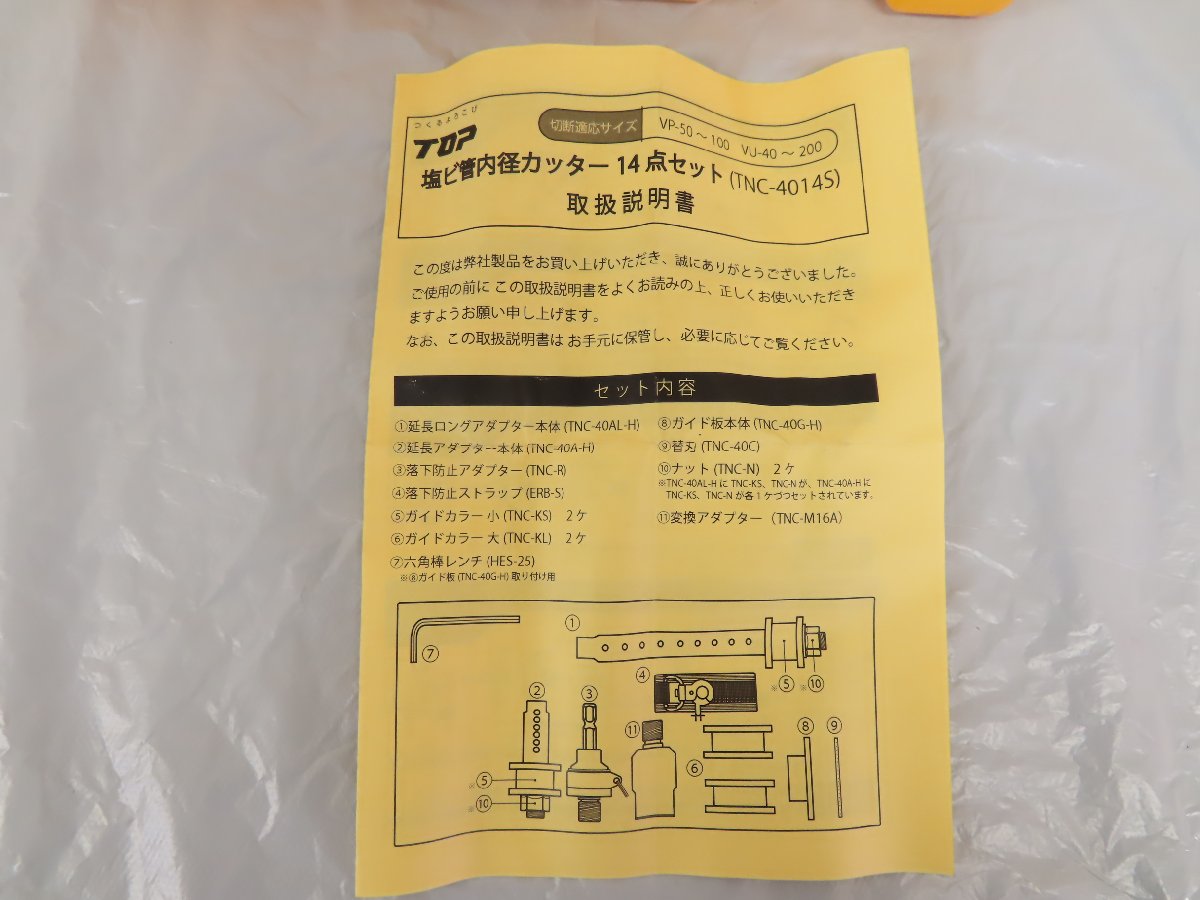 つくるよろこび
TOP
切断適応サイズ VP-50～100 VJ-40～200
塩ビ管内径カッター 14点セット(TNC-4014S)
取扱説明書
この度は弊社製品をお買い上げいただき、誠にありがとうございました。
ご使用の前に この取扱説明書をよくお読みの上、正しくお使いいただき
ますようお願い申し上げます。
なお、この取扱説明書は お手元に保管し、必要に応じてご覧ください。
セット内容
①延長ロングアダプター本体(TNC-40AL-H)
②延長アダプター本体(TNC-40A-H)
③落下防止アダプター(TNC-R)
④落下防止ストラップ(ERB-S)
⑤ガイドカラー 小(TNC-KS) 2ケ
⑥ガイドカラー 大(TNC-KL) 2ケ
⑦六角棒レンチ(HES-25)
※⑧ガイド板(TNC-40G-H)取り付け用
⑧ガイド板本体(TNC-40G-H)
⑨替刃(TNC-40C)
⑩ナット(TNC-N) 2ケ
※TNC-40AL-HにTNC-KS、TNC-Nが、TNC-40A-Hに
TNC-KS、TNC-Nが各1ケづつセットされています。
⑪変換アダプター (TNC-M16A)
①
⑦
④
※⑤ ※⑩
②
③
⑪
⑧
⑨
⑥
※⑤
※⑩